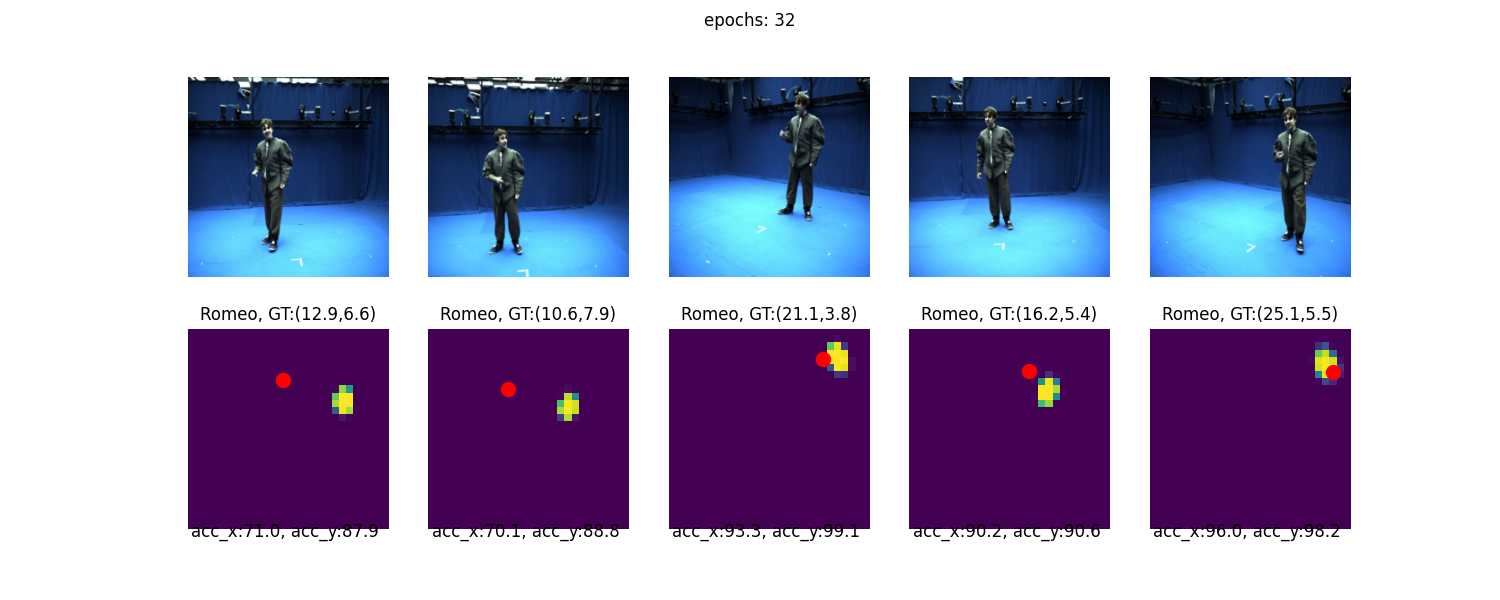 epochs: 32
Romeo, GT:(12.9,6.6)
Romeo, GT:(10.6,7.9)
Romeo, GT:(21.1,3.8)
Romeo, GT:(16.2,5.4)
Romeo, GT:(25.1,5.5)
acc_x:71.0, acc_y:87.9
acc_x:70.1, acc_y:88.8
acc_x:93.3, acc_y:99.1
acc_x:90.2, acc_y:90.6
acc_x:96.0, acc_y:98.2